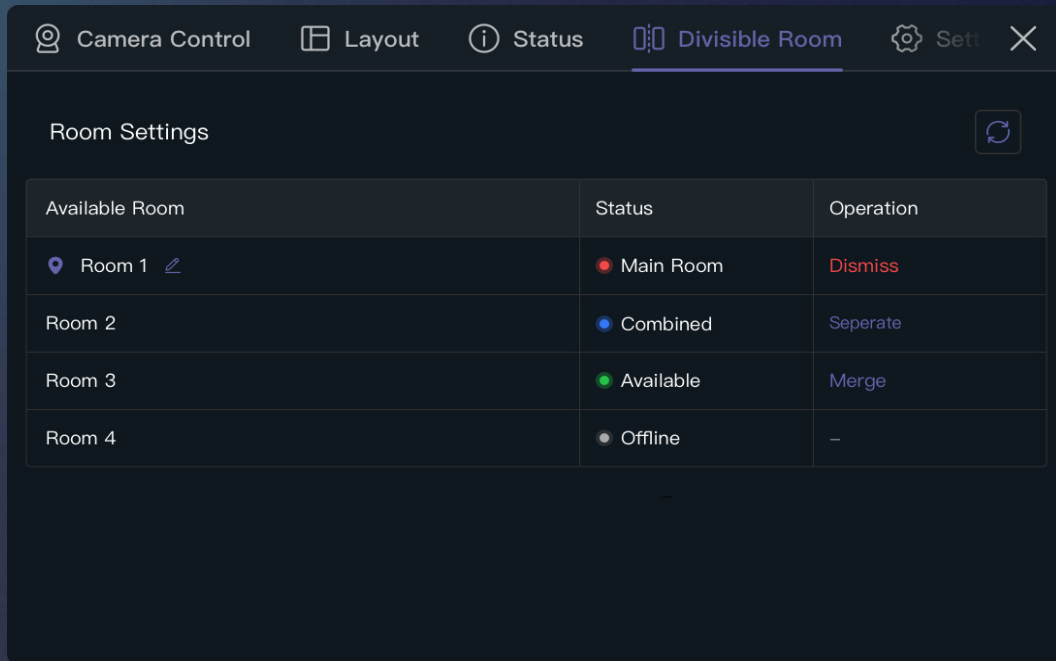 Camera Control Layout Status Divisible Room Sett
Room Settings
Available Room Status Operation
Room 1 Main Room Dismiss
Room 2 Combined Seperate
Room 3 Available Merge
Room 4 Offline –